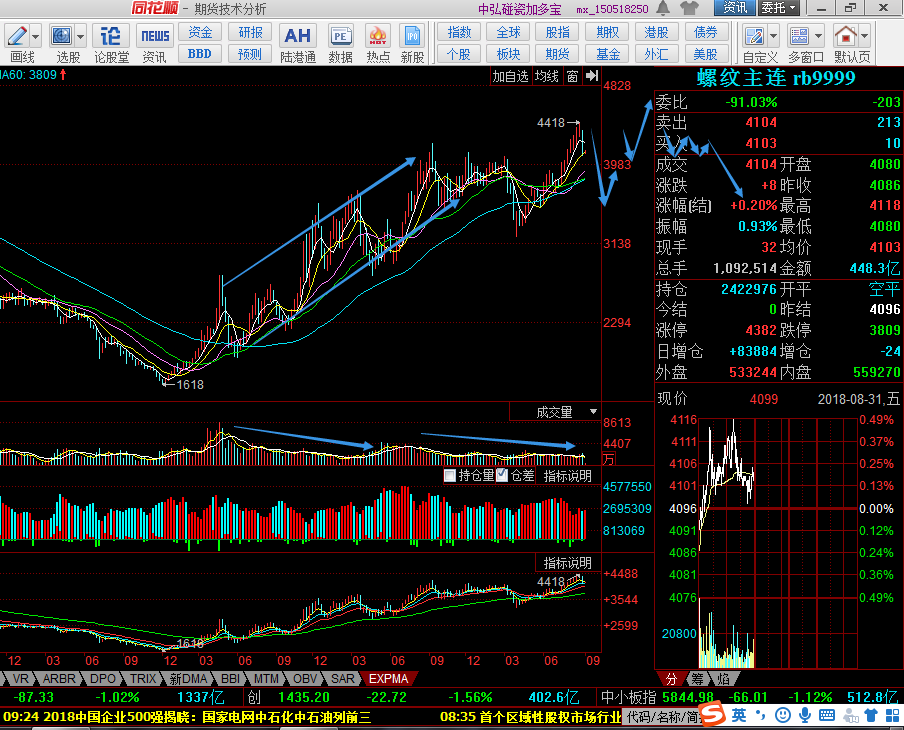 同花顺 - 期货技术分析 中弘碰瓷加多宝 mx_150518250 资讯 委托
画线 选股 论股堂 NEWS 资讯 资金 BBD 研报 预测 AH 陆港通 PE 数据 HOT 热点 IPO 新股 指数 个股 全球 板块 股指 期货 期权 基金 港股 外汇 债券 美股 自定义 多窗口 默认页
MA60: 3809↑ 加自选 均线 窗
螺纹主连 rb9999
4828
4418
3983
3138
2294
1618
委比 -91.03% -203
卖出 4104 213
买入 4103 10
成交 4104 开盘 4080
涨跌 +8 昨收 4086
涨幅(结) +0.20% 最高 4118
振幅 0.93% 最低 4080
现手 32 均价 4103
总手 1,092,514 金额 448.3亿
持仓 2422976 开平 空平
今结 0 昨结 4096
涨停 4382 跌停 3809
日增仓 +83884 增仓 -24
外盘 533244 内盘 559270
现价 4099 2018-08-31,五
成交量
8613
4407
万
持仓量 仓差 指标说明
4577550
2695309
813069
指标说明
4418
+4488
+3544
+2599
1618
12 03 06 09 12 03 06 09 12 03 06 09 12 03 06 09
4116 0.49%
4111 0.37%
4106 0.25%
4101 0.13%
4096 0.00%
4091 0.12%
4086 0.24%
4081 0.36%
4076 0.49%
20800
VR ARBR DPO TRIX 新DMA BBI MTM OBV SAR EXPMA
分 筹 焰
-87.33 -1.02% 1337亿 创 1435.20 -22.72 -1.56% 402.6亿 中小板指 5844.98 -66.01 -1.12% 512.8亿
09:24 2018中国企业500强揭晓：国家电网中石化中石油列前三 08:35 首个区域性股权市场行业 代码/名称/简 英